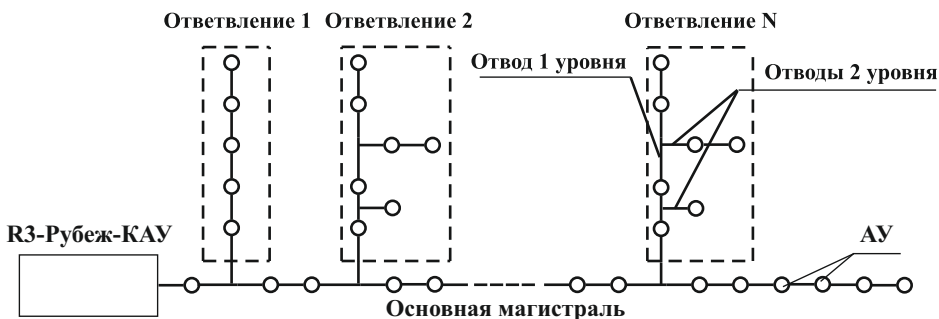 Ответвление 1
Ответвление 2
Ответвление N
Отвод 1 уровня
Отводы 2 уровня
R3-Рубеж-КАУ
АУ
Основная магистраль